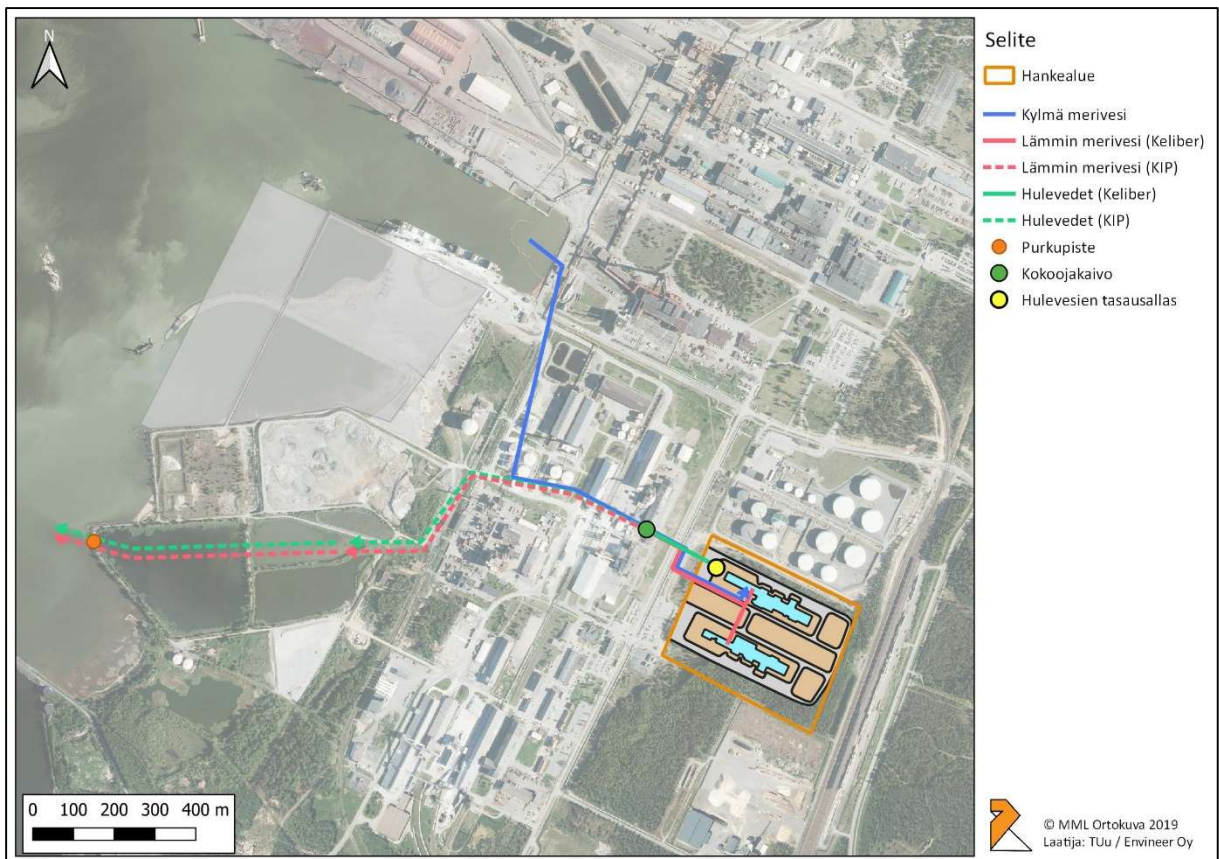 N
Selite
Hankealue
Kylmä merivesi
Lämmin merivesi (Keliber)
Lämmin merivesi (KIP)
Hulevedet (Keliber)
Hulevedet (KIP)
Purkupiste
Kokoojakaivo
Hulevesien tasausallas
0 100 200 300 400 m
© MML Ortokuva 2019
Laatija: TUu / Envineer Oy